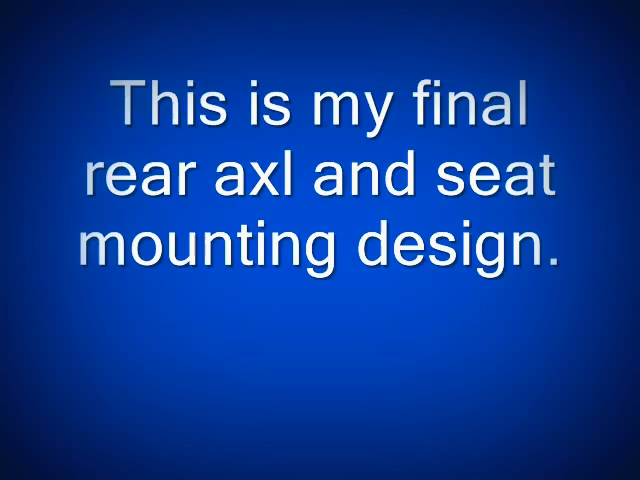 This is my final
rear axl and seat
mounting design.